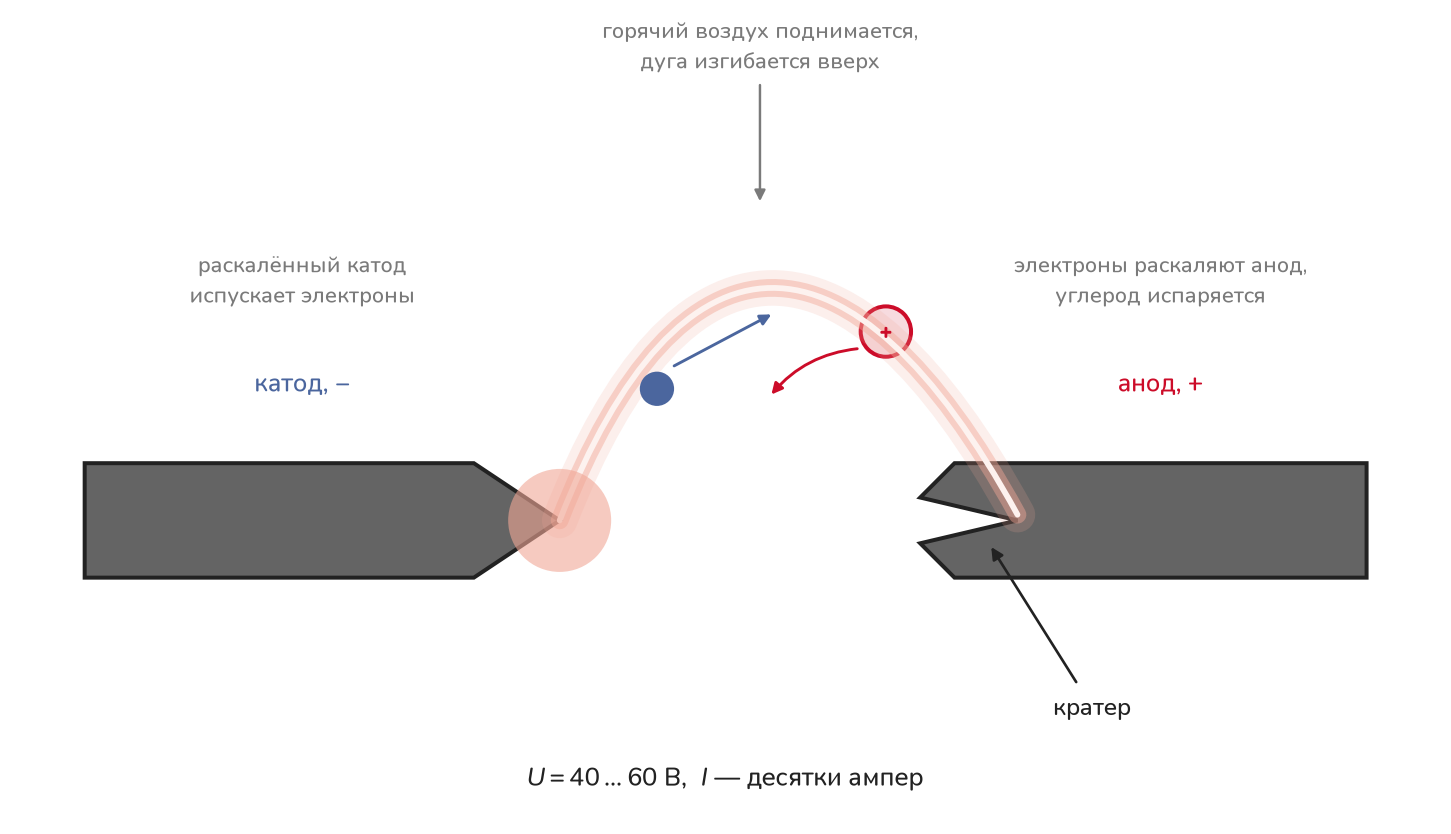 горячий воздух поднимается,
дуга изгибается вверх
раскалённый катод
испускает электроны
электроны раскаляют анод,
углерод испаряется
катод, −
анод, +
+
кратер
U = 40 ... 60 В, I — десятки ампер